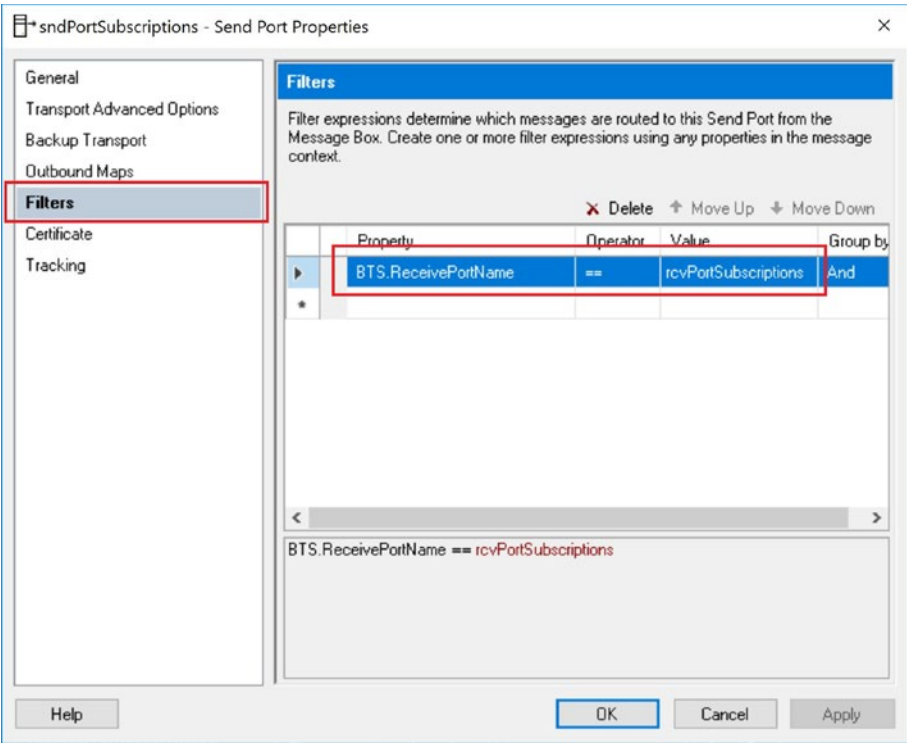 sndPortSubscriptions - Send Port Properties
General
Transport Advanced Options
Backup Transport
Outbound Maps
Filters
Certificate
Tracking
Filters
Filter expressions determine which messages are routed to this Send Port from the
Message Box. Create one or more filter expressions using any properties in the message
context.
Delete Move Up Move Down
Property Operator Value Group by
BTS.ReceivePortName == rcvPortSubscriptions And
BTS.ReceivePortName == rcvPortSubscriptions
Help OK Cancel Apply